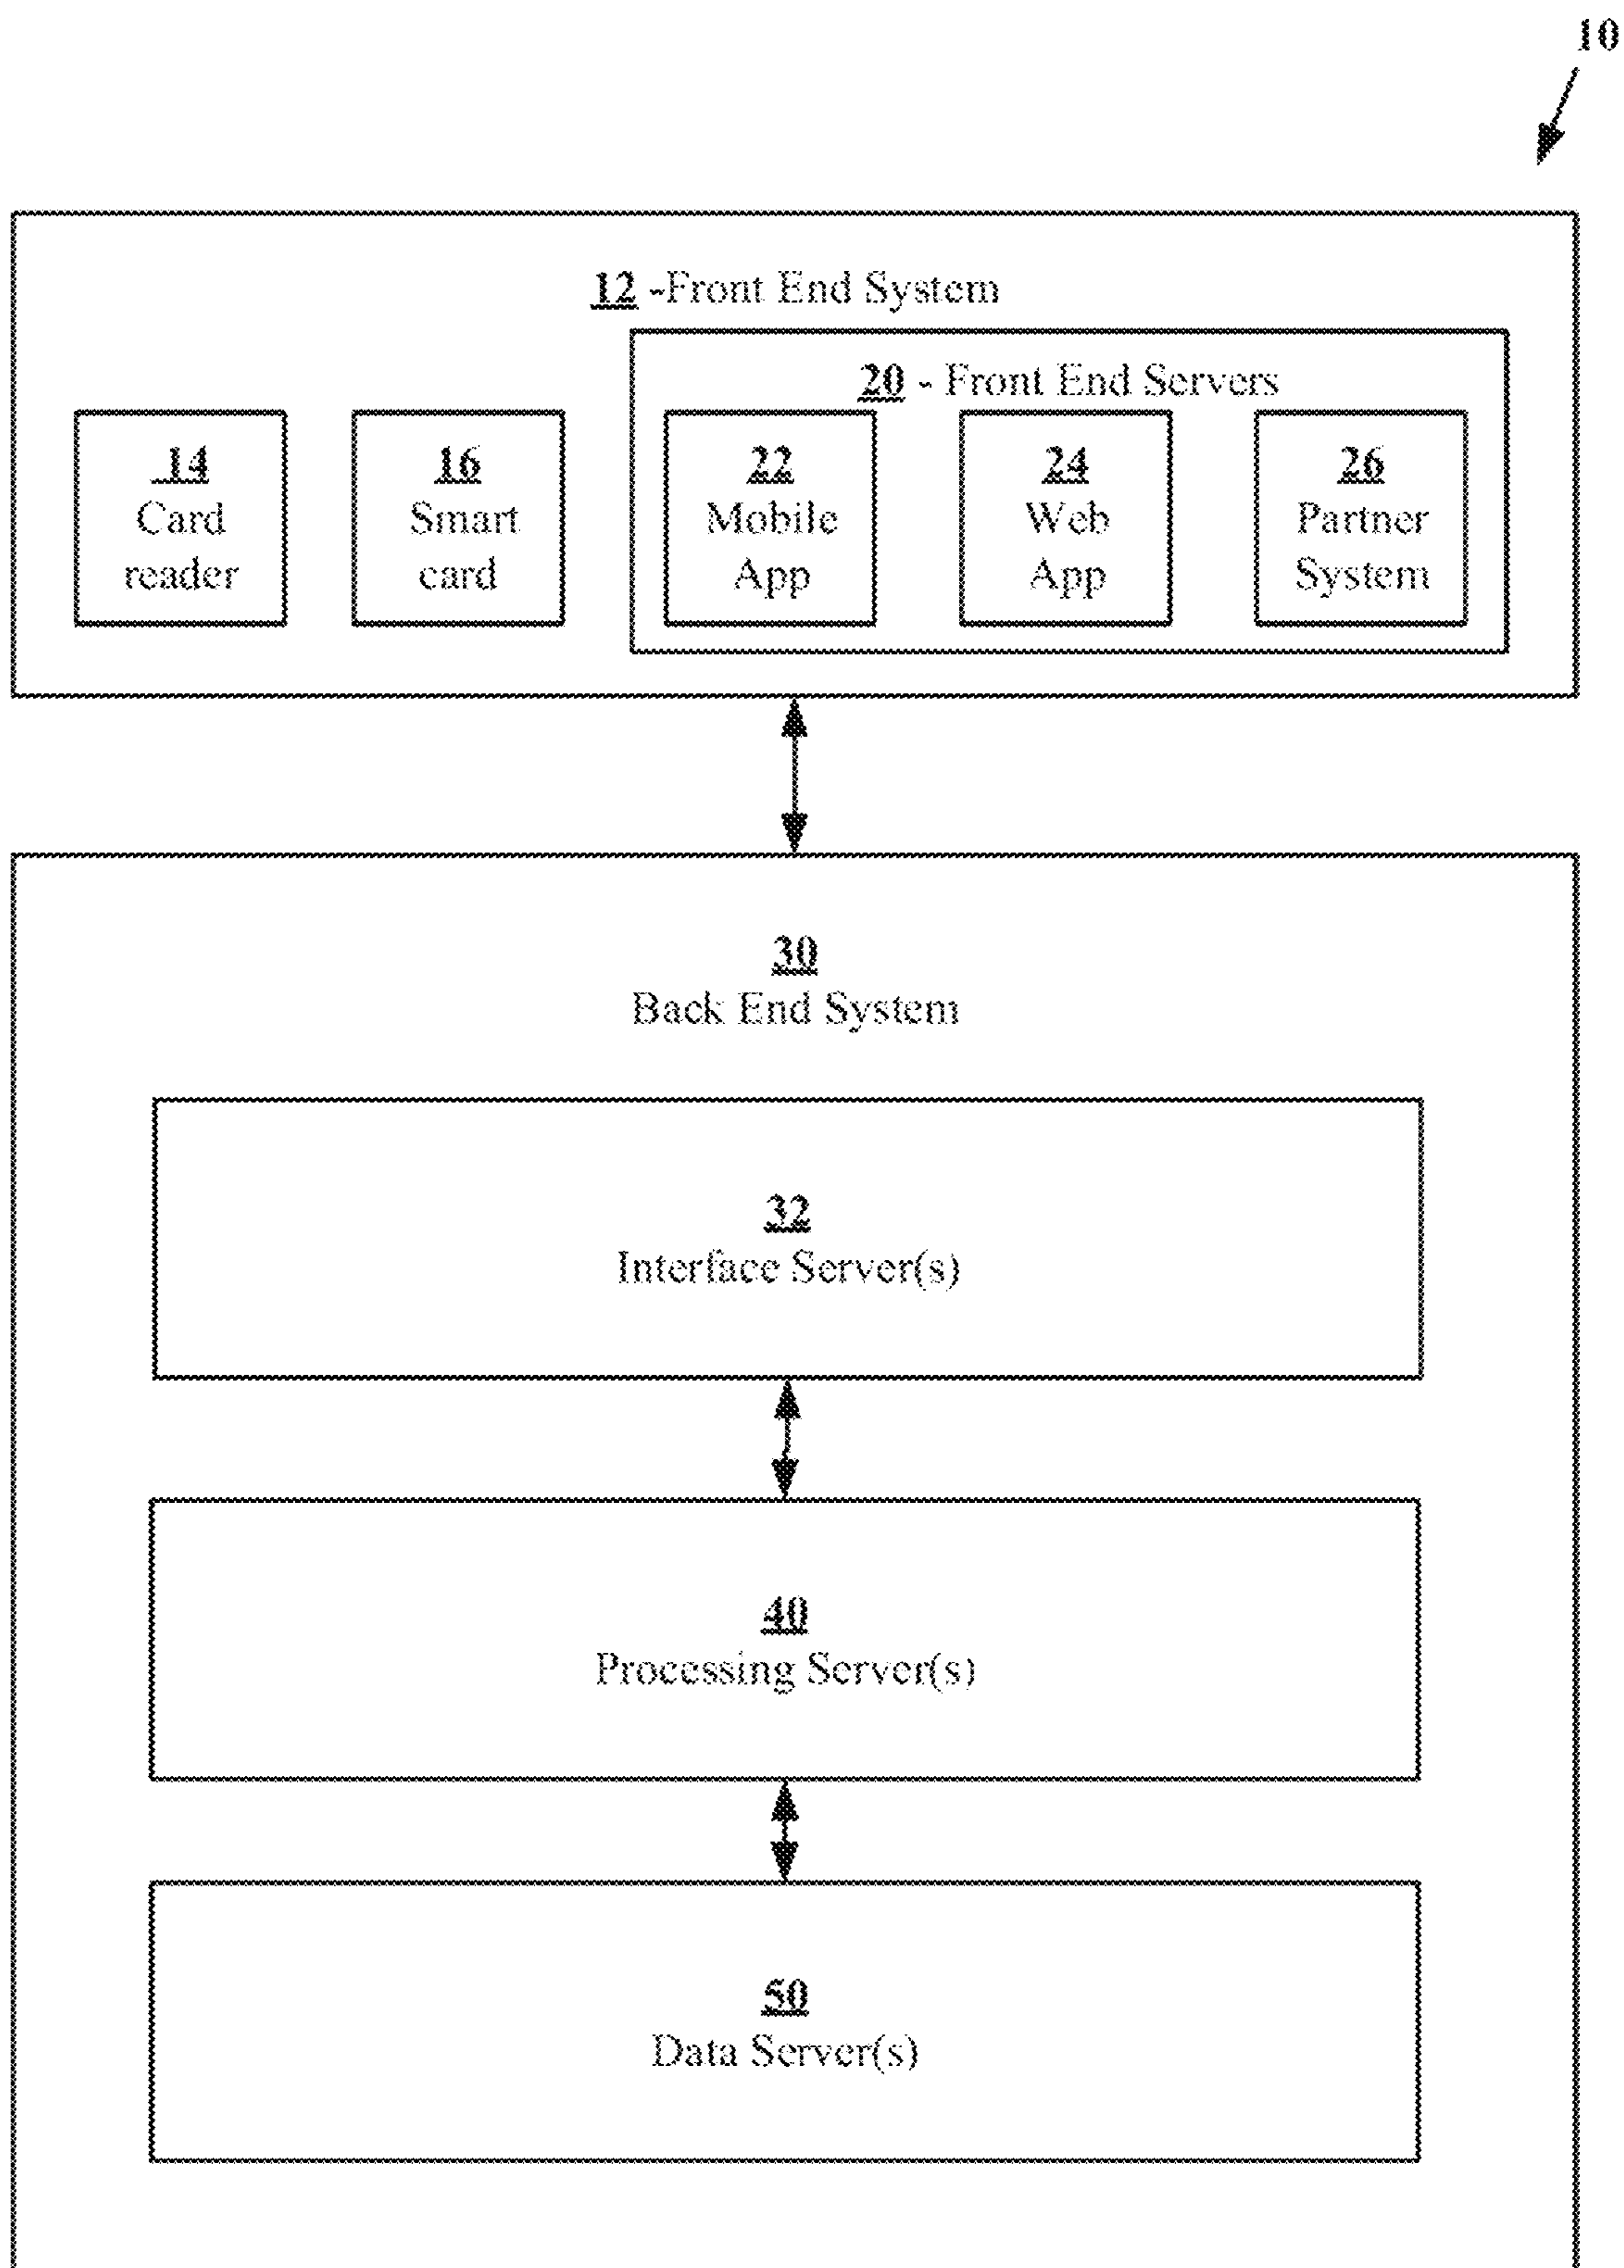 10
12 -Front End System
20 - Front End Servers
14
Card
reader
16
Smart
card
22
Mobile
App
24
Web
App
26
Partner
System
30
Back End System
32
Interface Server(s)
40
Processing Server(s)
50
Data Server(s)